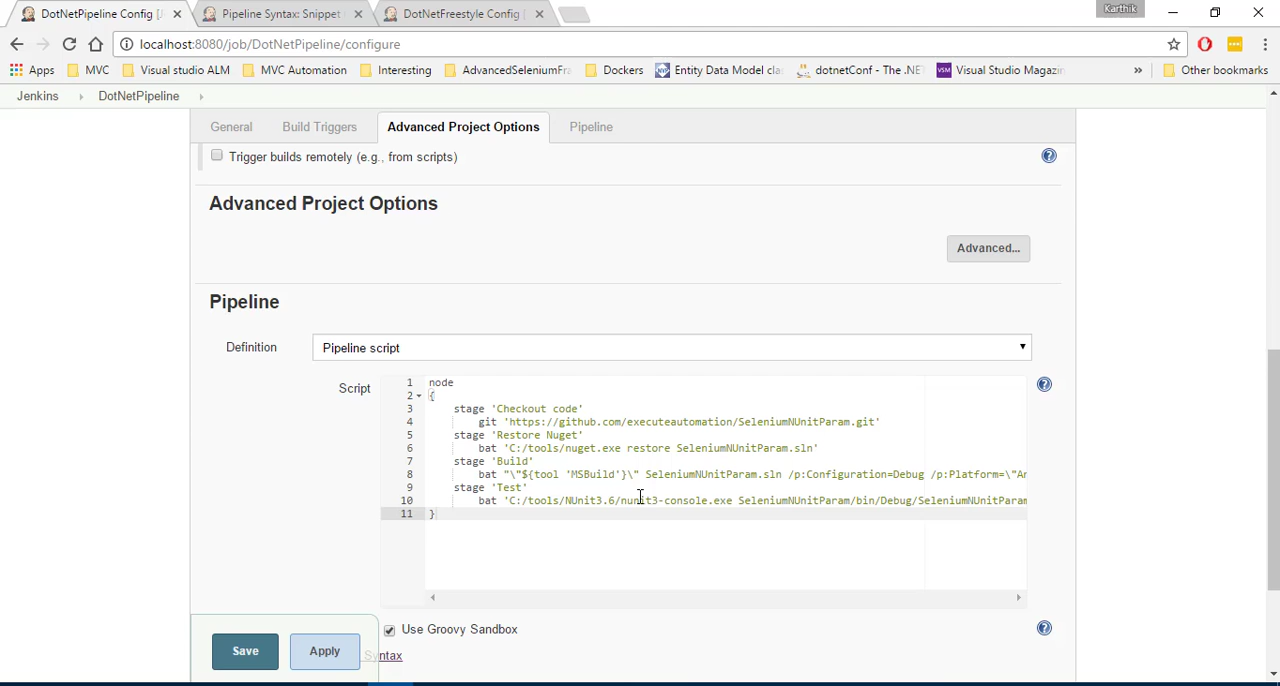 DotNetPipeline Config [J
Pipeline Syntax: Snippet
DotNetFreestyle Config [
Karthik
localhost:8080/job/DotNetPipeline/configure
Apps MVC Visual studio ALM MVC Automation Interesting AdvancedSeleniumFra Dockers Entity Data Model cla dotnetConf - The .NET Visual Studio Magazin » Other bookmarks
Jenkins DotNetPipeline
General Build Triggers Advanced Project Options Pipeline
Trigger builds remotely (e.g., from scripts)
Advanced Project Options
Advanced...
Pipeline
Definition Pipeline script
Script
1 node
2 {
3 stage 'Checkout code'
4 git 'https://github.com/executeautomation/SeleniumNUnitParam.git'
5 stage 'Restore Nuget'
6 bat 'C:/tools/nuget.exe restore SeleniumNUnitParam.sln'
7 stage 'Build'
8 bat "\"${tool 'MSBuild'}\" SeleniumNUnitParam.sln /p:Configuration=Debug /p:Platform=\"An
9 stage 'Test'
10 bat 'C:/tools/NUnit3.6/nunit3-console.exe SeleniumNUnitParam/bin/Debug/SeleniumNUnitParam
11 }
Use Groovy Sandbox
Save Apply Syntax